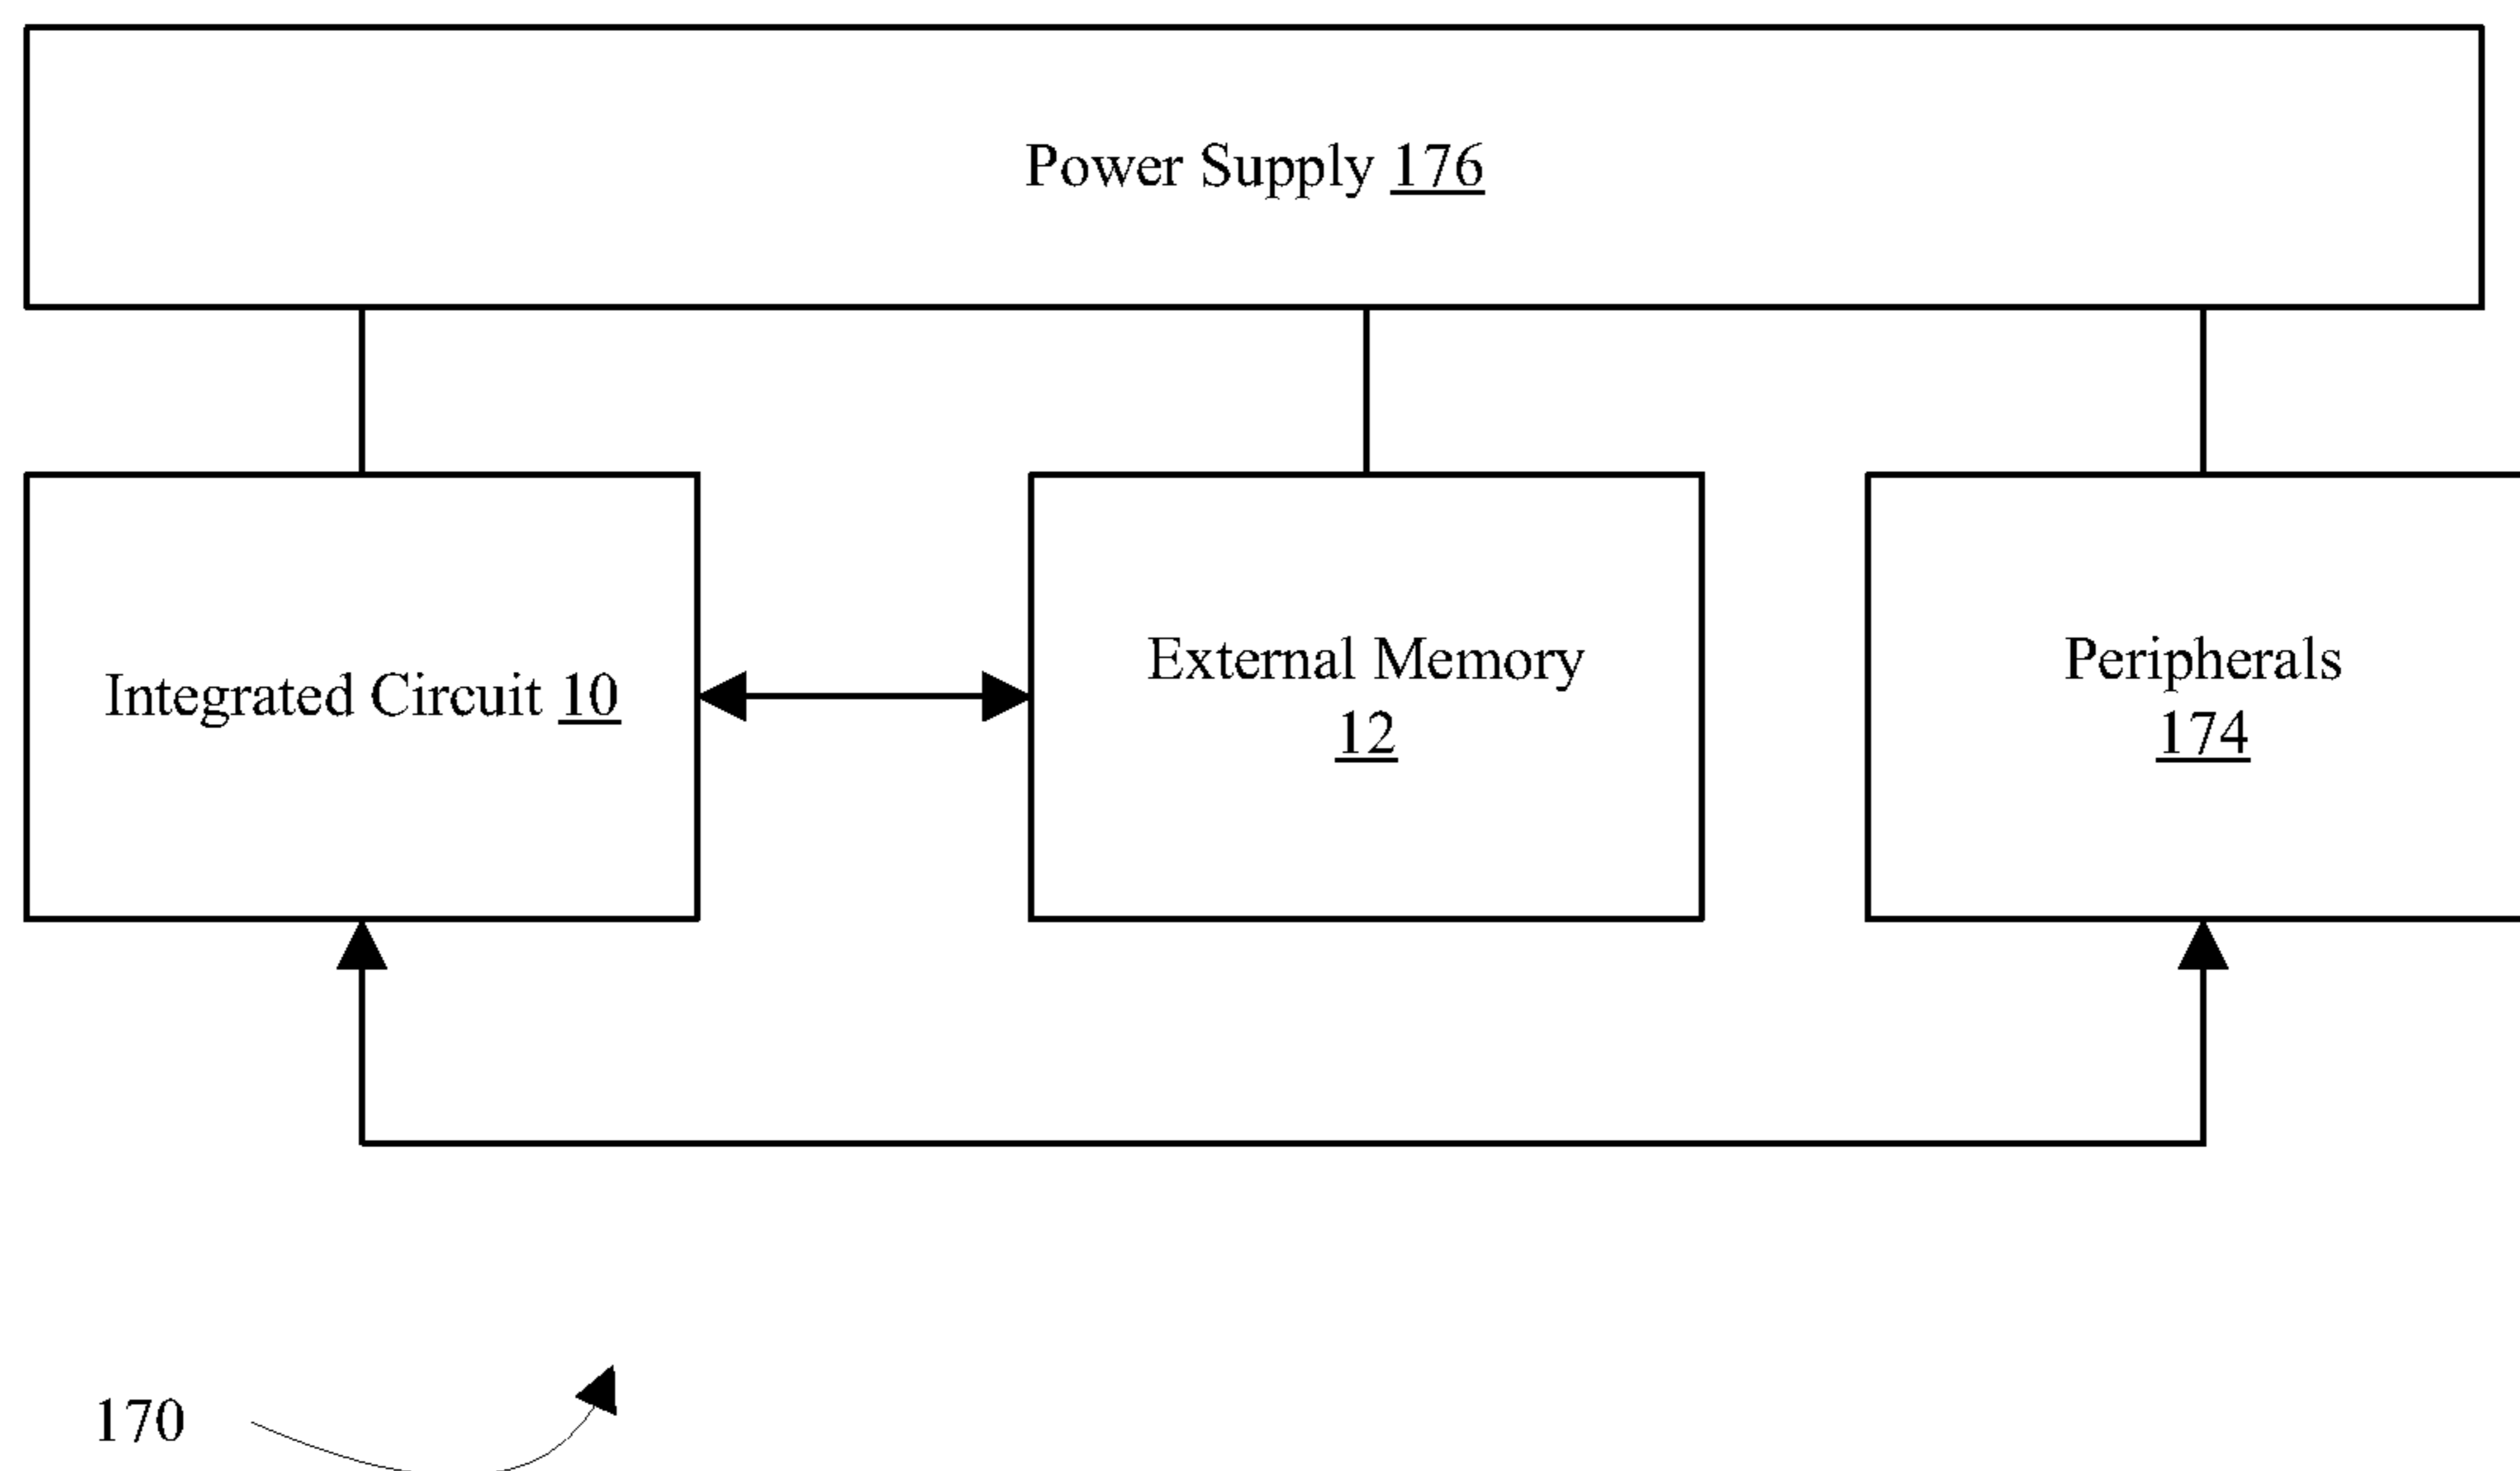 Power Supply 176
Integrated Circuit 10
External Memory
12
Peripherals
174
170